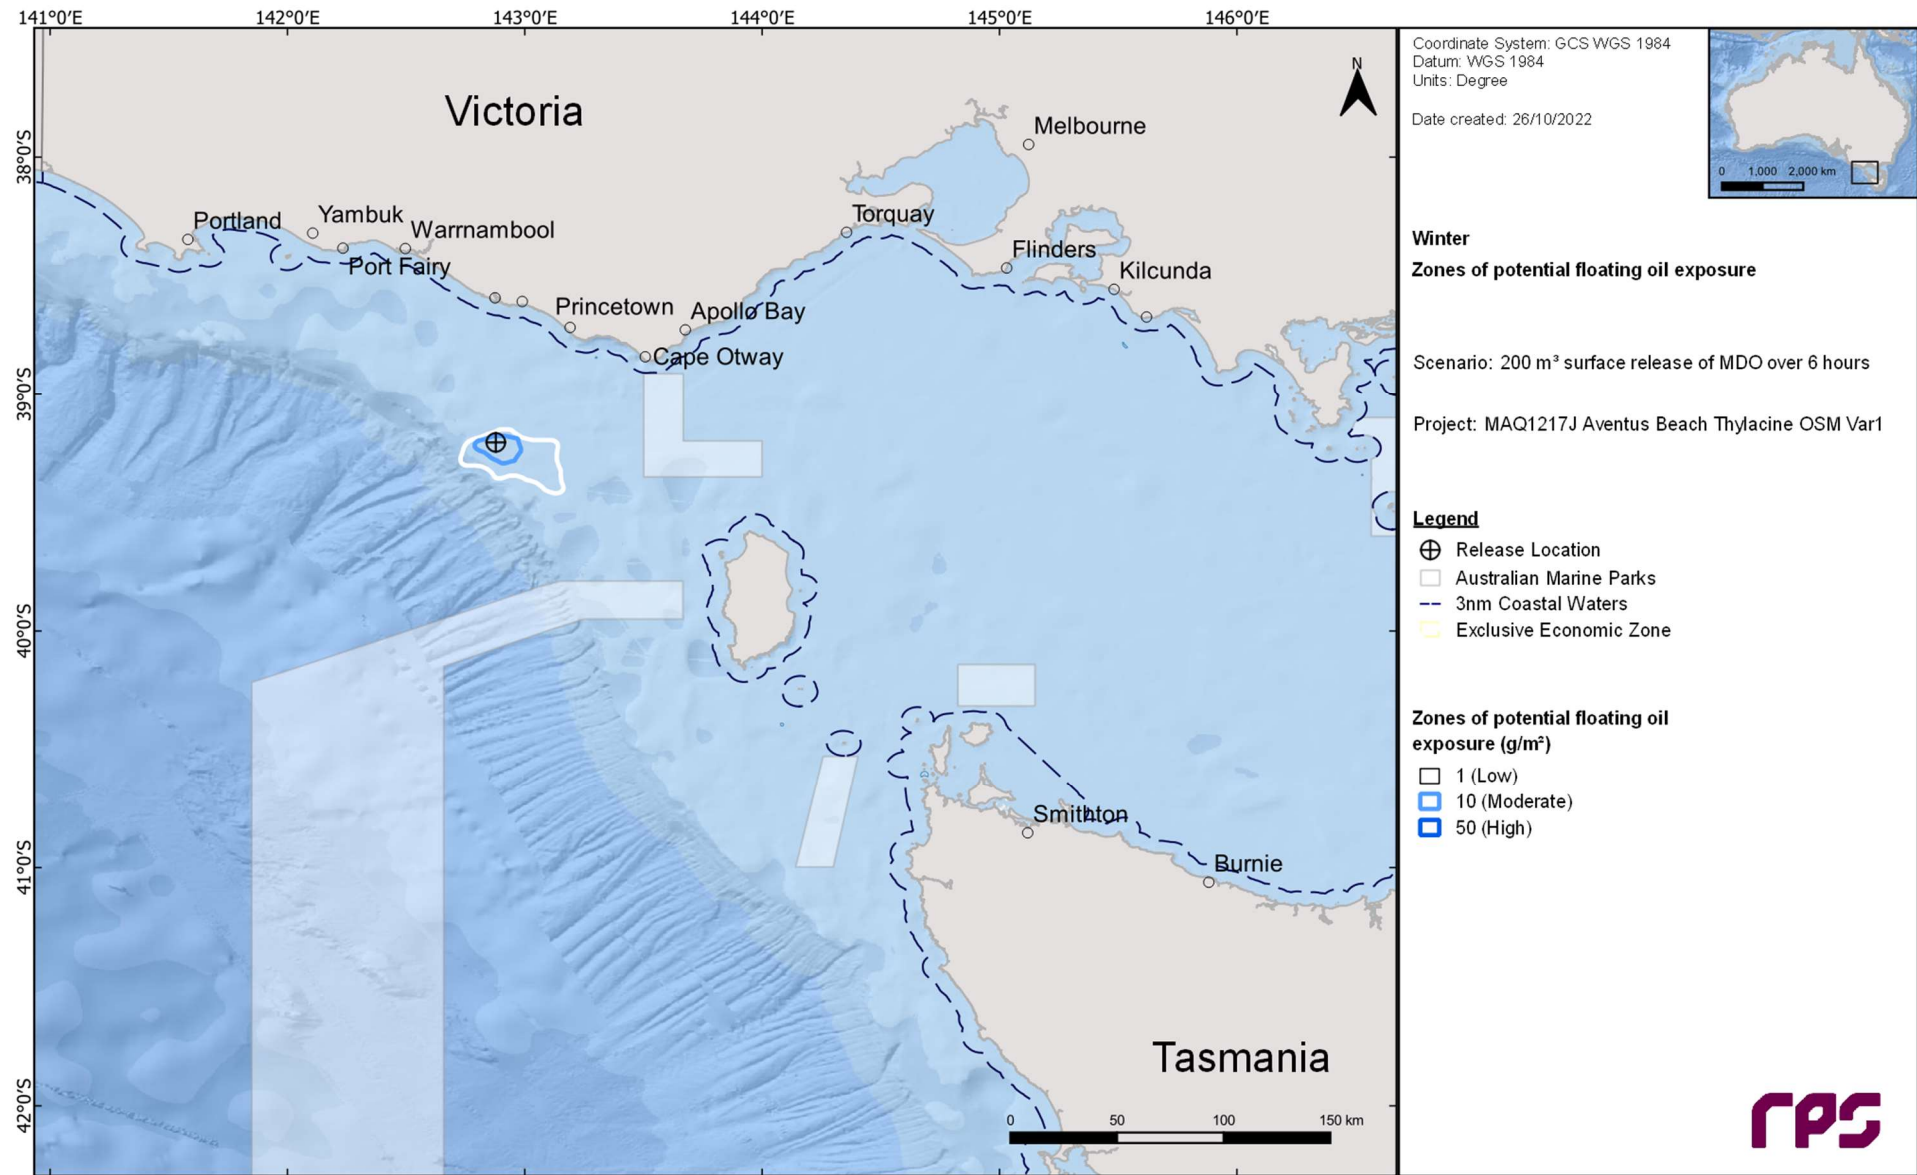 141°0'E
142°0'E
143°0'E
144°0'E
145°0'E
146°0'E
38°0'S
39°0'S
40°0'S
41°0'S
42°0'S
Victoria
N
Melbourne
Portland
Yambuk
Warrnambool
Port Fairy
Torquay
Flinders
Kilcunda
Princetown
Apollo Bay
Cape Otway
Smithton
Burnie
Tasmania
0 50 100 150 km
Coordinate System: GCS WGS 1984
Datum: WGS 1984
Units: Degree
Date created: 26/10/2022
0 1,000 2,000 km
Winter
Zones of potential floating oil exposure
Scenario: 200 m³ surface release of MDO over 6 hours
Project: MAQ1217J Aventus Beach Thylacine OSM Var1
Legend
Release Location
Australian Marine Parks
3nm Coastal Waters
Exclusive Economic Zone
Zones of potential floating oil
exposure (g/m²)
1 (Low)
10 (Moderate)
50 (High)
rps